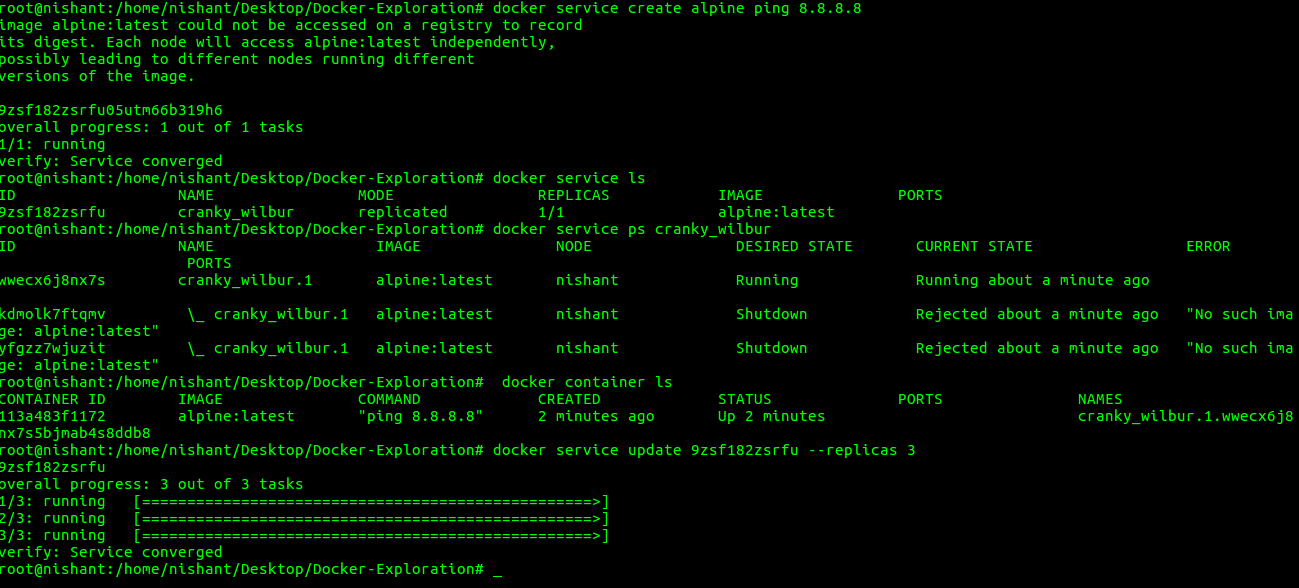 root@nishant:/home/nishant/Desktop/Docker-Exploration# docker service create alpine ping 8.8.8.8
image alpine:latest could not be accessed on a registry to record
its digest. Each node will access alpine:latest independently,
possibly leading to different nodes running different
versions of the image.

9zsf182zsrfu05utm66b319h6
overall progress: 1 out of 1 tasks
1/1: running
verify: Service converged
root@nishant:/home/nishant/Desktop/Docker-Exploration# docker service ls
ID                  NAME                MODE                REPLICAS            IMAGE               PORTS
9zsf182zsrfu        cranky_wilbur       replicated          1/1                 alpine:latest
root@nishant:/home/nishant/Desktop/Docker-Exploration# docker service ps cranky_wilbur
ID                  NAME                  IMAGE               NODE                DESIRED STATE       CURRENT STATE                 ERROR
                     PORTS
wwecx6j8nx7s        cranky_wilbur.1       alpine:latest       nishant             Running             Running about a minute ago

kdmolk7ftqmv         \_ cranky_wilbur.1   alpine:latest       nishant             Shutdown            Rejected about a minute ago   "No such ima
ge: alpine:latest"
yfgzz7wjuzit         \_ cranky_wilbur.1   alpine:latest       nishant             Shutdown            Rejected about a minute ago   "No such ima
ge: alpine:latest"
root@nishant:/home/nishant/Desktop/Docker-Exploration#  docker container ls
CONTAINER ID        IMAGE               COMMAND             CREATED             STATUS              PORTS               NAMES
113a483f1172        alpine:latest       "ping 8.8.8.8"      2 minutes ago       Up 2 minutes                            cranky_wilbur.1.wwecx6j8
nx7s5bjmab4s8ddb8
root@nishant:/home/nishant/Desktop/Docker-Exploration# docker service update 9zsf182zsrfu --replicas 3
9zsf182zsrfu
overall progress: 3 out of 3 tasks
1/3: running   [==================================================>]
2/3: running   [==================================================>]
3/3: running   [==================================================>]
verify: Service converged
root@nishant:/home/nishant/Desktop/Docker-Exploration# _